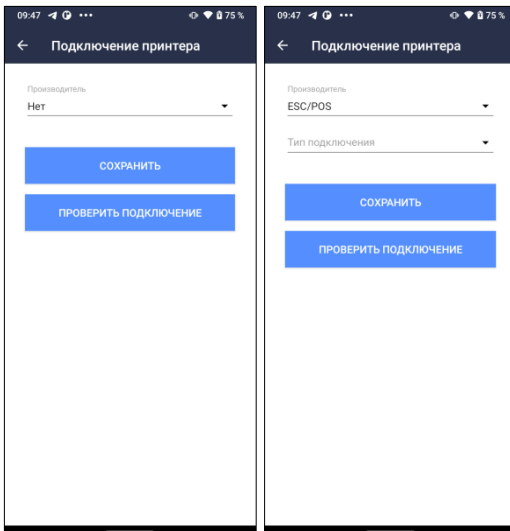 09:47 75 %
Подключение принтера
Производитель
Нет
СОХРАНИТЬ
ПРОВЕРИТЬ ПОДКЛЮЧЕНИЕ
09:47 75 %
Подключение принтера
Производитель
ESC/POS
Тип подключения
СОХРАНИТЬ
ПРОВЕРИТЬ ПОДКЛЮЧЕНИЕ